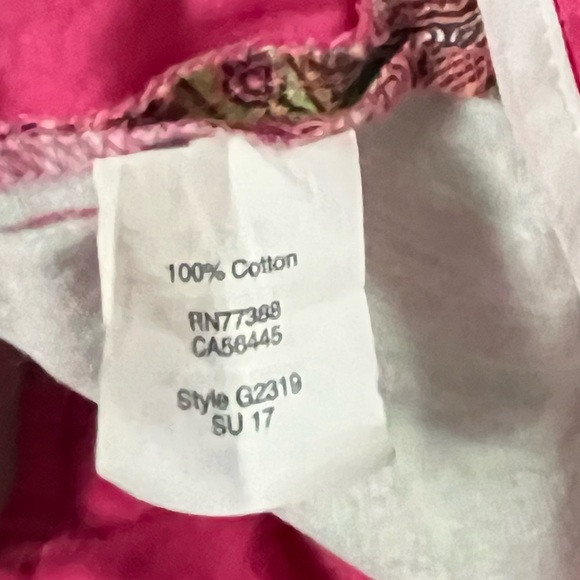 100% Cotton
RN77388
CA56445
Style G2319
SU 17